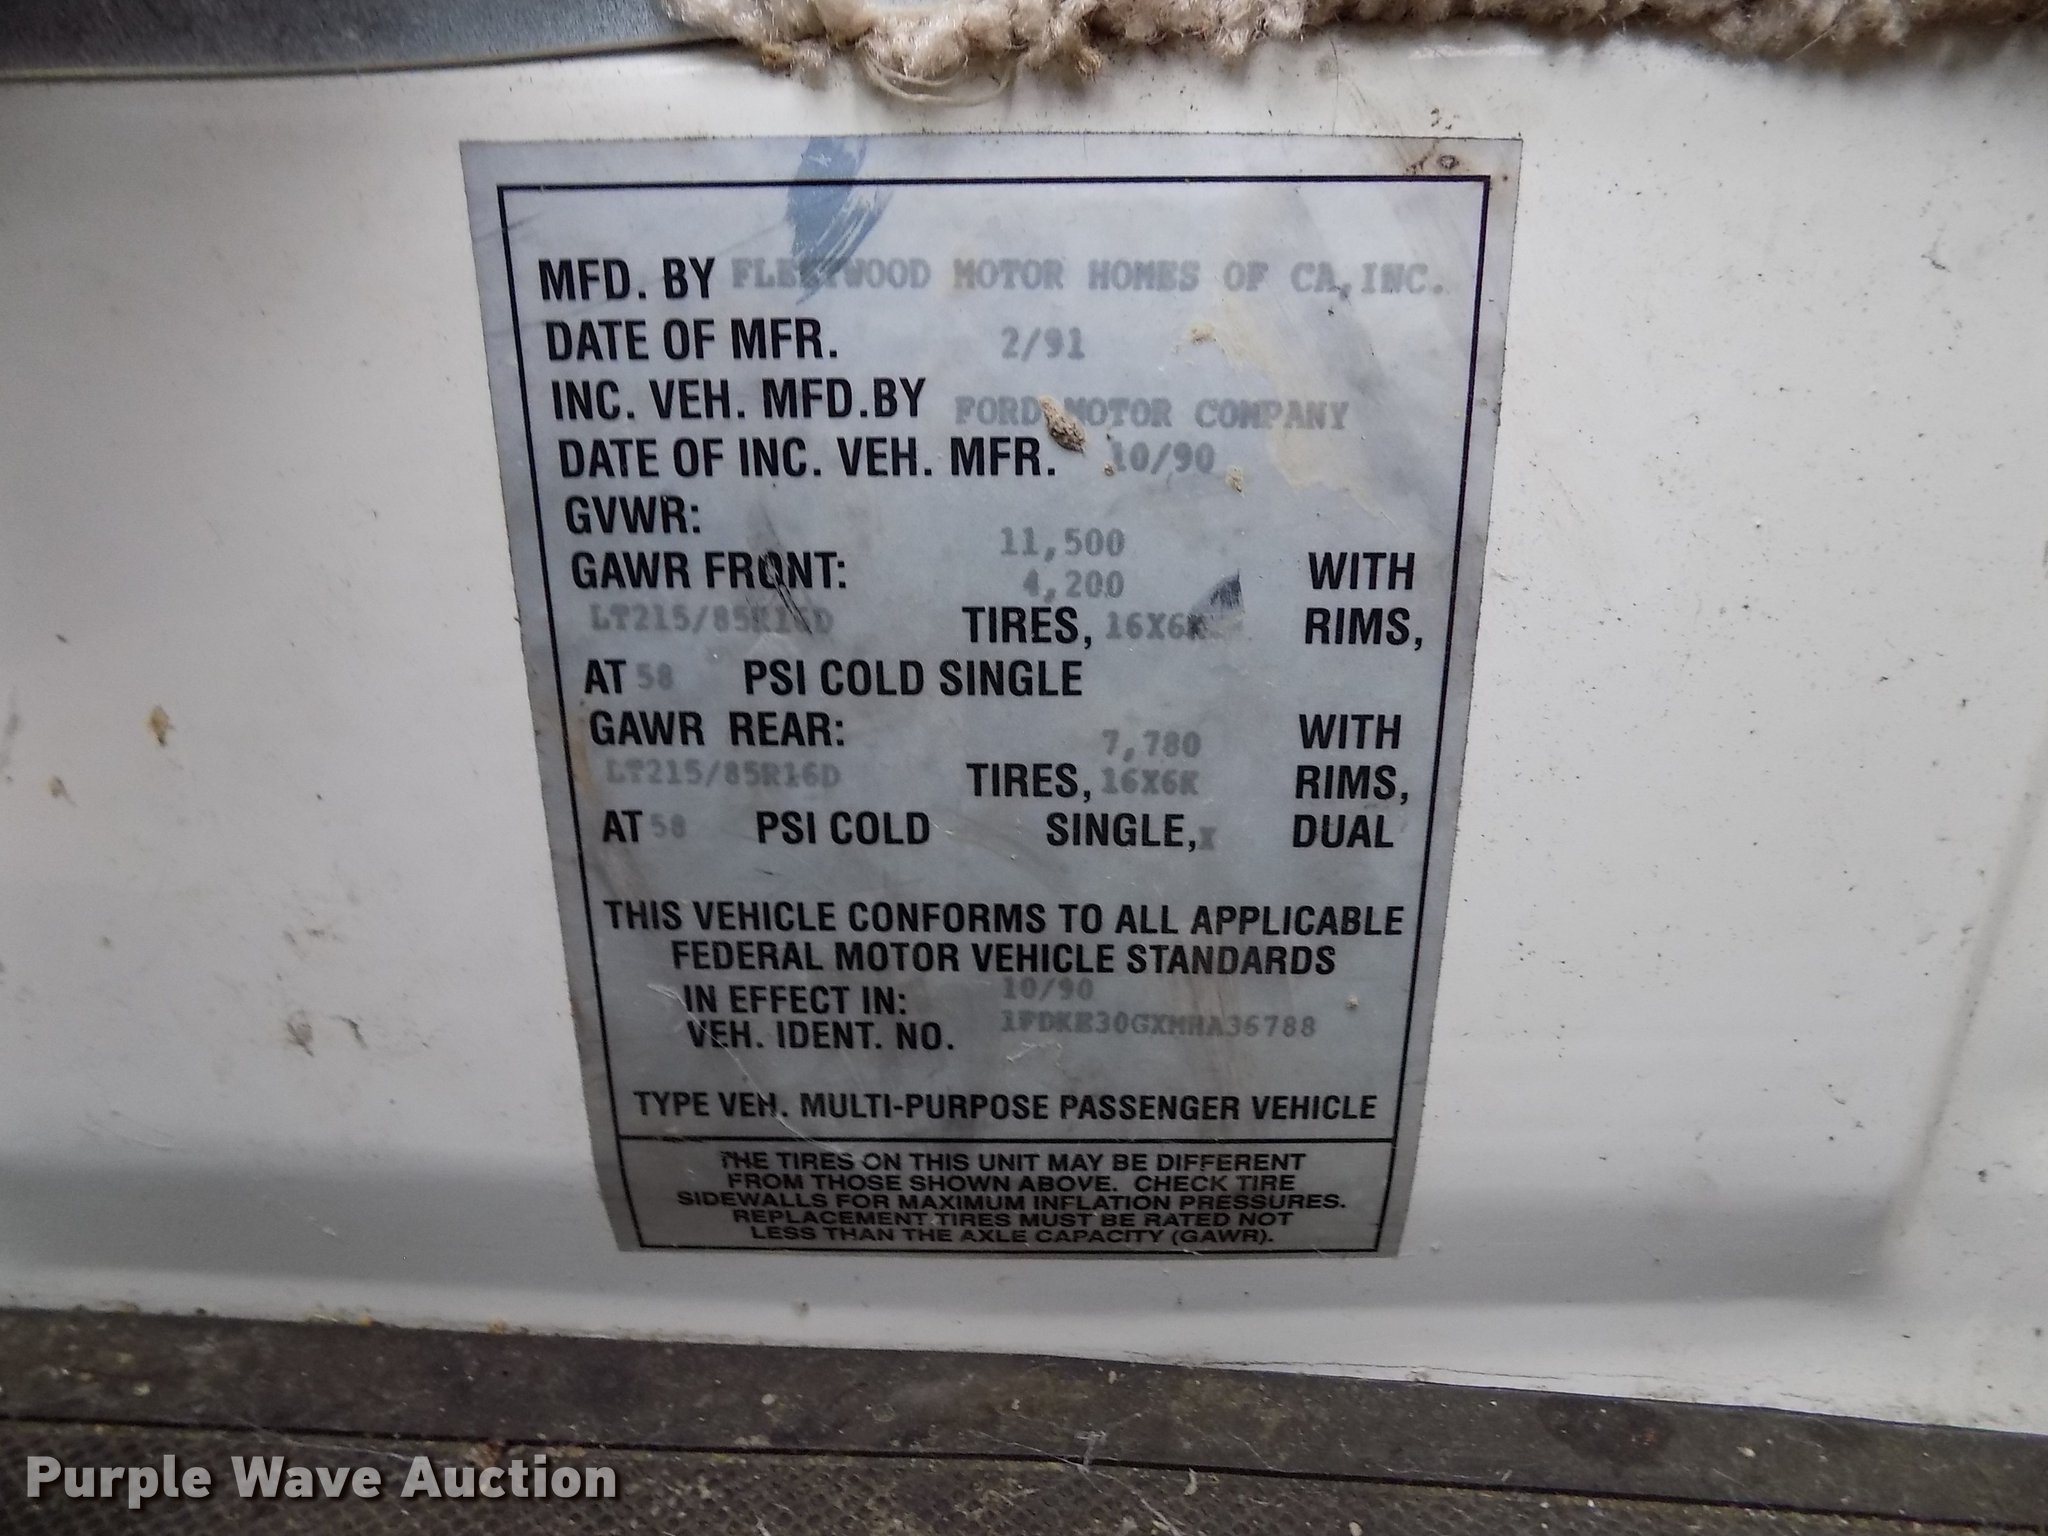 MFD. BY FLEETWOOD MOTOR HOMES OF CA,INC.
DATE OF MFR. 2/91
INC. VEH. MFD.BY FORD MOTOR COMPANY
DATE OF INC. VEH. MFR. 10/90
GVWR: 11,500
GAWR FRONT: 4,200 WITH
LT215/85R16D TIRES, 16X6K RIMS,
AT 58 PSI COLD SINGLE
GAWR REAR: 7,780 WITH
LT215/85R16D TIRES, 16X6K RIMS,
AT 58 PSI COLD SINGLE, X DUAL
THIS VEHICLE CONFORMS TO ALL APPLICABLE
FEDERAL MOTOR VEHICLE STANDARDS
IN EFFECT IN: 10/90
VEH. IDENT. NO. 1FDKE30GXMHA36788
TYPE VEH. MULTI-PURPOSE PASSENGER VEHICLE
THE TIRES ON THIS UNIT MAY BE DIFFERENT
FROM THOSE SHOWN ABOVE. CHECK TIRE
SIDEWALLS FOR MAXIMUM INFLATION PRESSURES.
REPLACEMENT TIRES MUST BE RATED NOT
LESS THAN THE AXLE CAPACITY (GAWR).
Purple Wave Auction